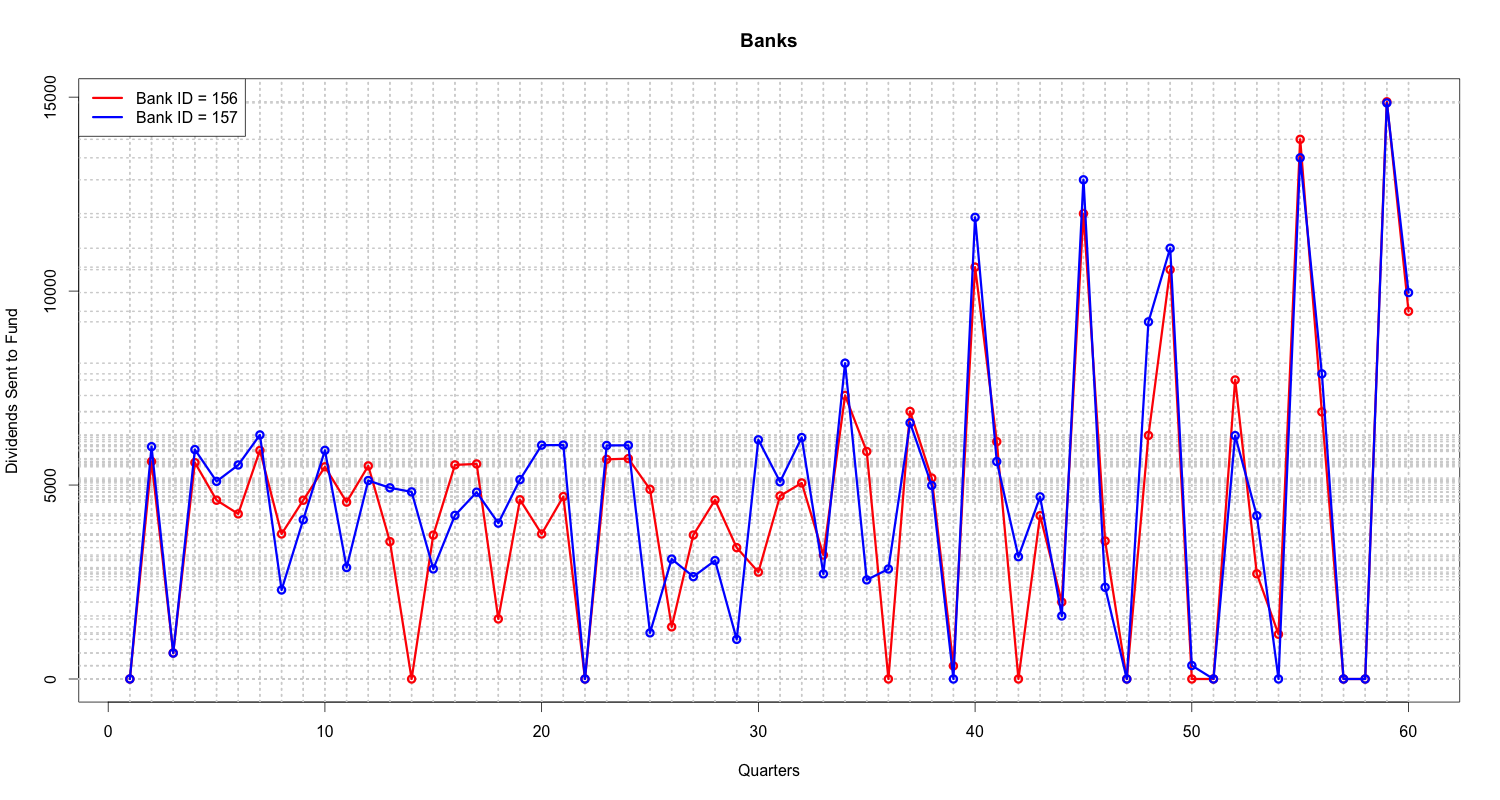 Banks
Bank ID = 156
Bank ID = 157
Dividends Sent to Fund
15000
10000
5000
0
0 10 20 30 40 50 60
Quarters